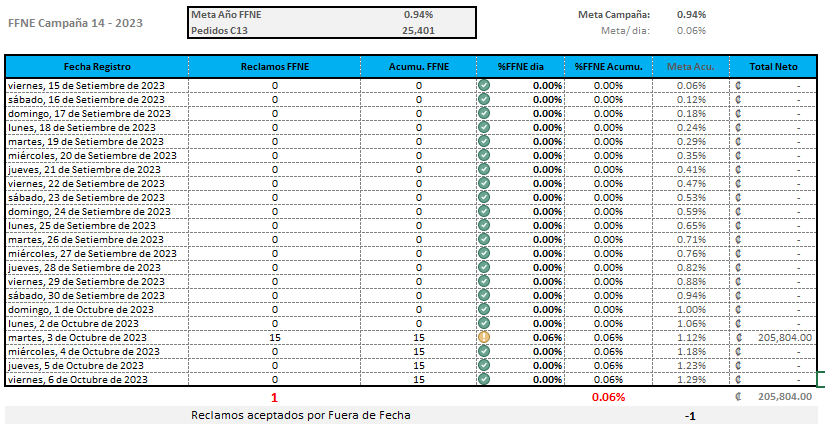 FFNE Campaña 14 - 2023
Meta Año FFNE 0.94%
Pedidos C13 25,401
Meta Campaña: 0.94%
Meta/ dia: 0.06%
Fecha Registro Reclamos FFNE Acumu. FFNE %FFNE dia %FFNE Acumu. Meta Acu. Total Neto
viernes, 15 de Setiembre de 2023 0 0 0.00% 0.00% 0.06% ₡ -
sábado, 16 de Setiembre de 2023 0 0 0.00% 0.00% 0.12% ₡ -
domingo, 17 de Setiembre de 2023 0 0 0.00% 0.00% 0.18% ₡ -
lunes, 18 de Setiembre de 2023 0 0 0.00% 0.00% 0.24% ₡ -
martes, 19 de Setiembre de 2023 0 0 0.00% 0.00% 0.29% ₡ -
miércoles, 20 de Setiembre de 2023 0 0 0.00% 0.00% 0.35% ₡ -
jueves, 21 de Setiembre de 2023 0 0 0.00% 0.00% 0.41% ₡ -
viernes, 22 de Setiembre de 2023 0 0 0.00% 0.00% 0.47% ₡ -
sábado, 23 de Setiembre de 2023 0 0 0.00% 0.00% 0.53% ₡ -
domingo, 24 de Setiembre de 2023 0 0 0.00% 0.00% 0.59% ₡ -
lunes, 25 de Setiembre de 2023 0 0 0.00% 0.00% 0.65% ₡ -
martes, 26 de Setiembre de 2023 0 0 0.00% 0.00% 0.71% ₡ -
miércoles, 27 de Setiembre de 2023 0 0 0.00% 0.00% 0.76% ₡ -
jueves, 28 de Setiembre de 2023 0 0 0.00% 0.00% 0.82% ₡ -
viernes, 29 de Setiembre de 2023 0 0 0.00% 0.00% 0.88% ₡ -
sábado, 30 de Setiembre de 2023 0 0 0.00% 0.00% 0.94% ₡ -
domingo, 1 de Octubre de 2023 0 0 0.00% 0.00% 1.00% ₡ -
lunes, 2 de Octubre de 2023 0 0 0.00% 0.00% 1.06% ₡ -
martes, 3 de Octubre de 2023 15 15 0.06% 0.06% 1.12% ₡ 205,804.00
miércoles, 4 de Octubre de 2023 0 15 0.00% 0.06% 1.18% ₡ -
jueves, 5 de Octubre de 2023 0 15 0.00% 0.06% 1.23% ₡ -
viernes, 6 de Octubre de 2023 0 15 0.00% 0.06% 1.29% ₡ -
1 0.06% ₡ 205,804.00
Reclamos aceptados por Fuera de Fecha -1